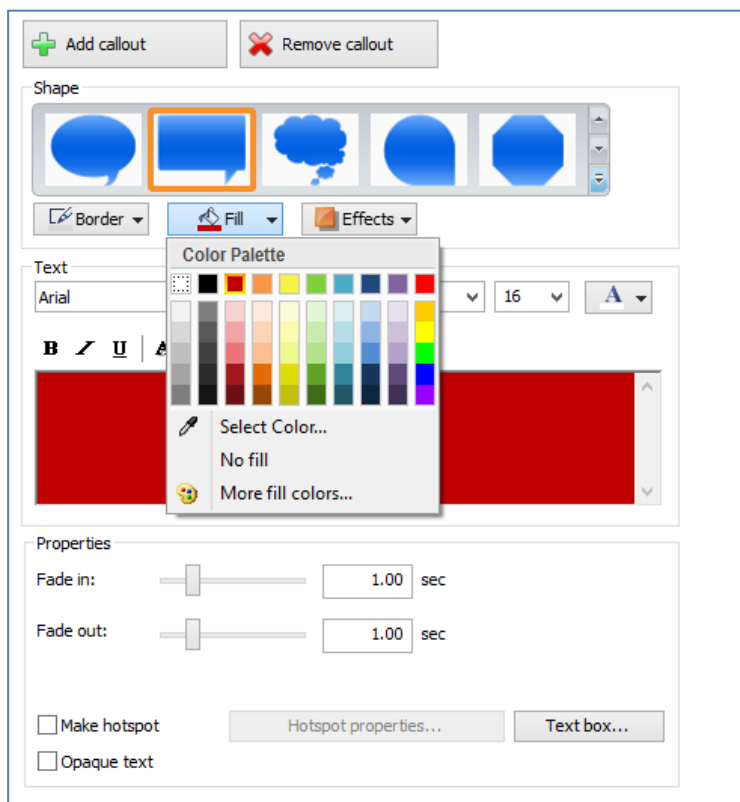 Add callout Remove callout
Shape
Border Fill Effects
Color Palette
Text
Arial 16 A
B I U
Select Color...
No fill
More fill colors...
Properties
Fade in: 1.00 sec
Fade out: 1.00 sec
Make hotspot Hotspot properties... Text box...
Opaque text